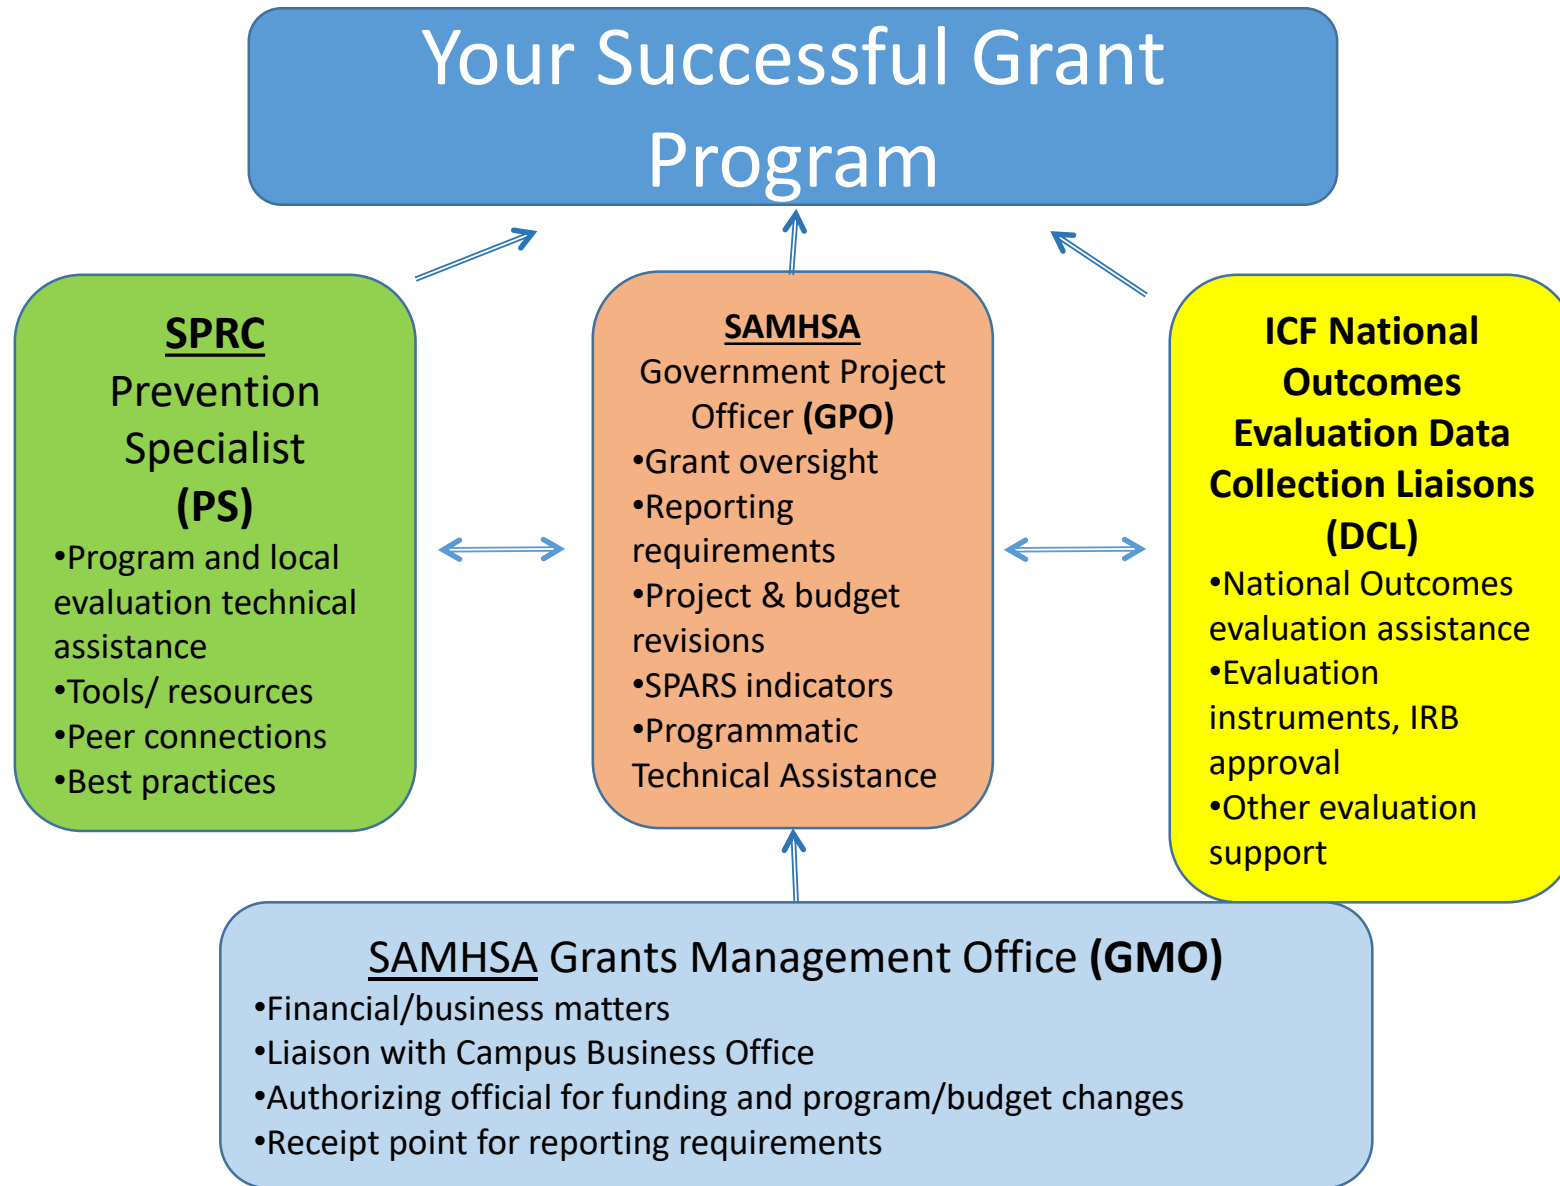 Your Successful Grant
Program
SPRC
Prevention
Specialist
(PS)
•Program and local
evaluation technical
assistance
•Tools/ resources
•Peer connections
•Best practices
SAMHSA
Government Project
Officer (GPO)
•Grant oversight
•Reporting
requirements
•Project & budget
revisions
•SPARS indicators
•Programmatic
Technical Assistance
ICF National
Outcomes
Evaluation Data
Collection Liaisons
(DCL)
•National Outcomes
evaluation assistance
•Evaluation
instruments, IRB
approval
•Other evaluation
support
SAMHSA Grants Management Office (GMO)
•Financial/business matters
•Liaison with Campus Business Office
•Authorizing official for funding and program/budget changes
•Receipt point for reporting requirements